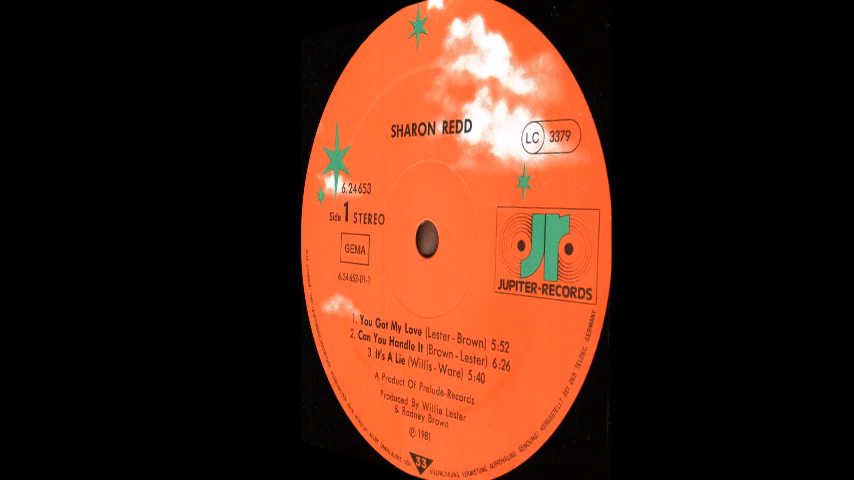 SHARON REDD
LC 3379
6.24653
Side 1 STEREO
GEMA
6.24 653-01-1
jr
JUPITER-RECORDS
1. You Got My Love (Lester - Brown) 5:52
2. Can You Handle It (Brown - Lester) 6:26
3. It's A Lie (Willis - Ware) 5:40
A Product Of Prelude-Records
Produced By Willie Lester
& Rodney Brown
℗ 1981
33